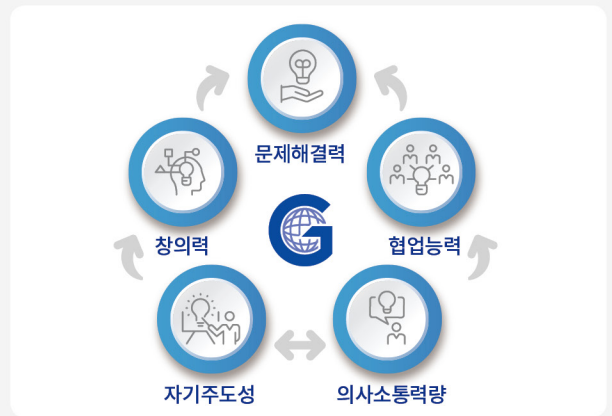 문제해결력
창의력
협업능력
자기주도성
의사소통력량